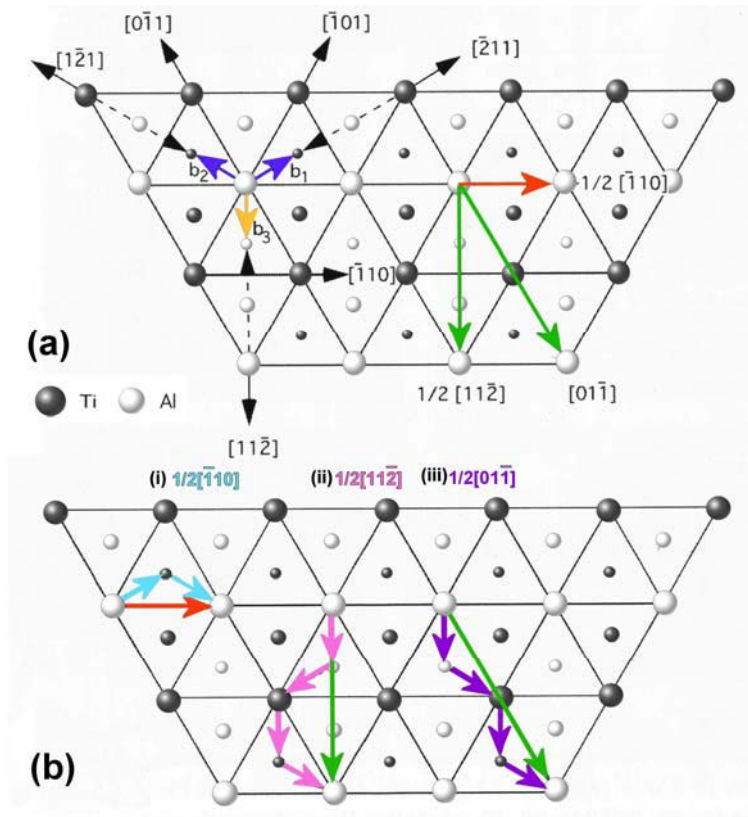 [01̄1]
[1̄01]
[12̄1]
[2̄11]
b₂
b₁
1/2 [1̄10]
b₃
[1̄10]
(a)
Ti
Al
1/2 [112̄]
[011̄]
[112̄]
(i) 1/2[1̄10]
(ii) 1/2[112̄]
(iii) 1/2[011̄]
(b)